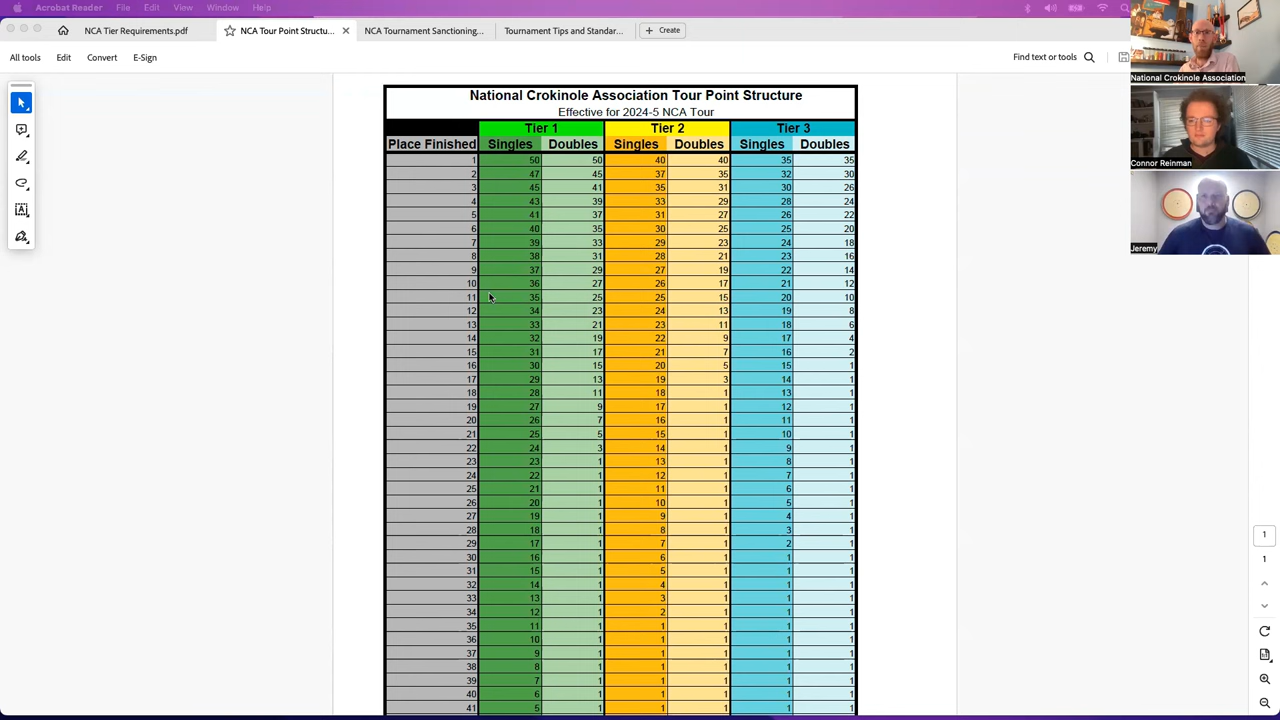 Acrobat Reader File Edit View Window Help
NCA Tier Requirements.pdf NCA Tour Point Structu... NCA Tournament Sanctioning... Tournament Tips and Standar... Create
All tools Edit Convert E-Sign Find text or tools
National Crokinole Association
Connor Reinman
Jeremy
National Crokinole Association Tour Point Structure
Effective for 2024-5 NCA Tour
Tier 1 Tier 2 Tier 3
Place Finished Singles Doubles Singles Doubles Singles Doubles
1 50 50 40 40 35 35
2 47 45 37 35 32 30
3 45 41 35 31 30 26
4 43 39 33 29 28 24
5 41 37 31 27 26 22
6 40 35 30 25 25 20
7 39 33 29 23 24 18
8 38 31 28 21 23 16
9 37 29 27 19 22 14
10 36 27 26 17 21 12
11 35 25 25 15 20 10
12 34 23 24 13 19 8
13 33 21 23 11 18 6
14 32 19 22 9 17 4
15 31 17 21 7 16 2
16 30 15 20 5 15 1
17 29 13 19 3 14 1
18 28 11 18 1 13 1
19 27 9 17 1 12 1
20 26 7 16 1 11 1
21 25 5 15 1 10 1
22 24 3 14 1 9 1
23 23 1 13 1 8 1
24 22 1 12 1 7 1
25 21 1 11 1 6 1
26 20 1 10 1 5 1
27 19 1 9 1 4 1
28 18 1 8 1 3 1
29 17 1 7 1 2 1
30 16 1 6 1 1 1
31 15 1 5 1 1 1
32 14 1 4 1 1 1
33 13 1 3 1 1 1
34 12 1 2 1 1 1
35 11 1 1 1 1 1
36 10 1 1 1 1 1
37 9 1 1 1 1 1
38 8 1 1 1 1 1
39 7 1 1 1 1 1
40 6 1 1 1 1 1
41 5 1 1 1 1 1
1
1